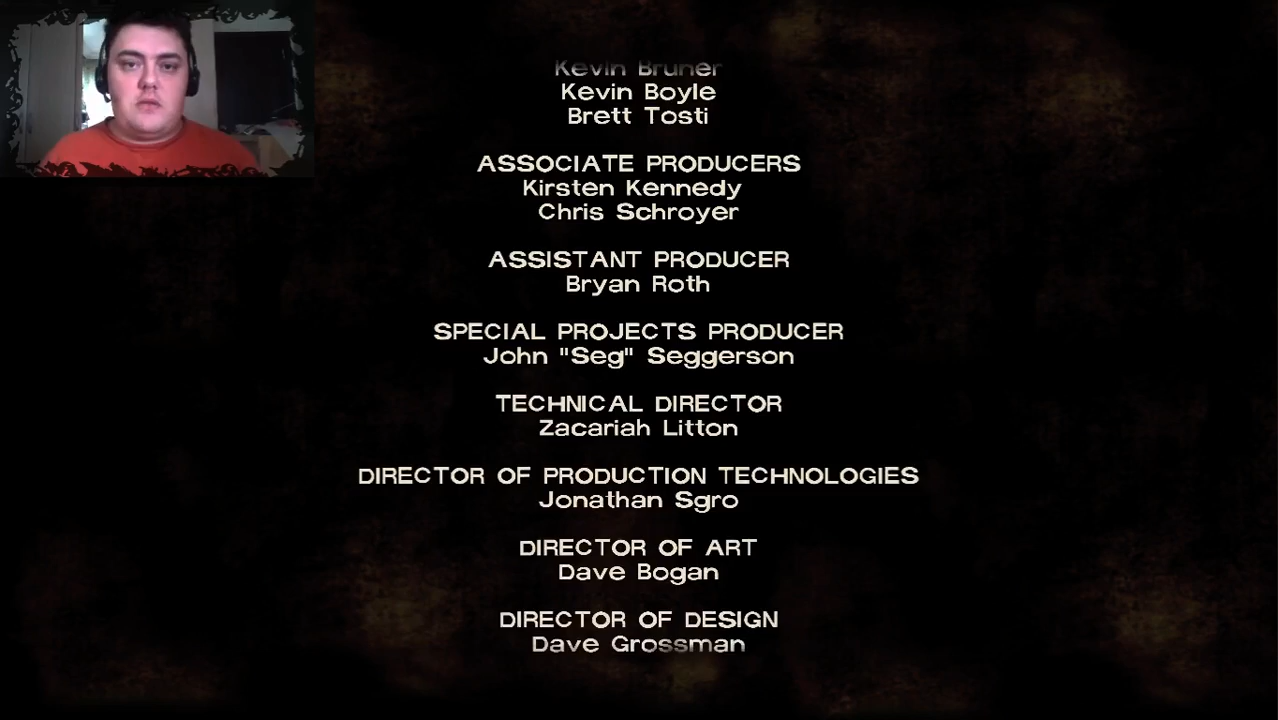 Kevin Bruner
Kevin Boyle
Brett Tosti
ASSOCIATE PRODUCERS
Kirsten Kennedy
Chris Schroyer
ASSISTANT PRODUCER
Bryan Roth
SPECIAL PROJECTS PRODUCER
John "Seg" Seggerson
TECHNICAL DIRECTOR
Zacariah Litton
DIRECTOR OF PRODUCTION TECHNOLOGIES
Jonathan Sgro
DIRECTOR OF ART
Dave Bogan
DIRECTOR OF DESIGN
Dave Grossman